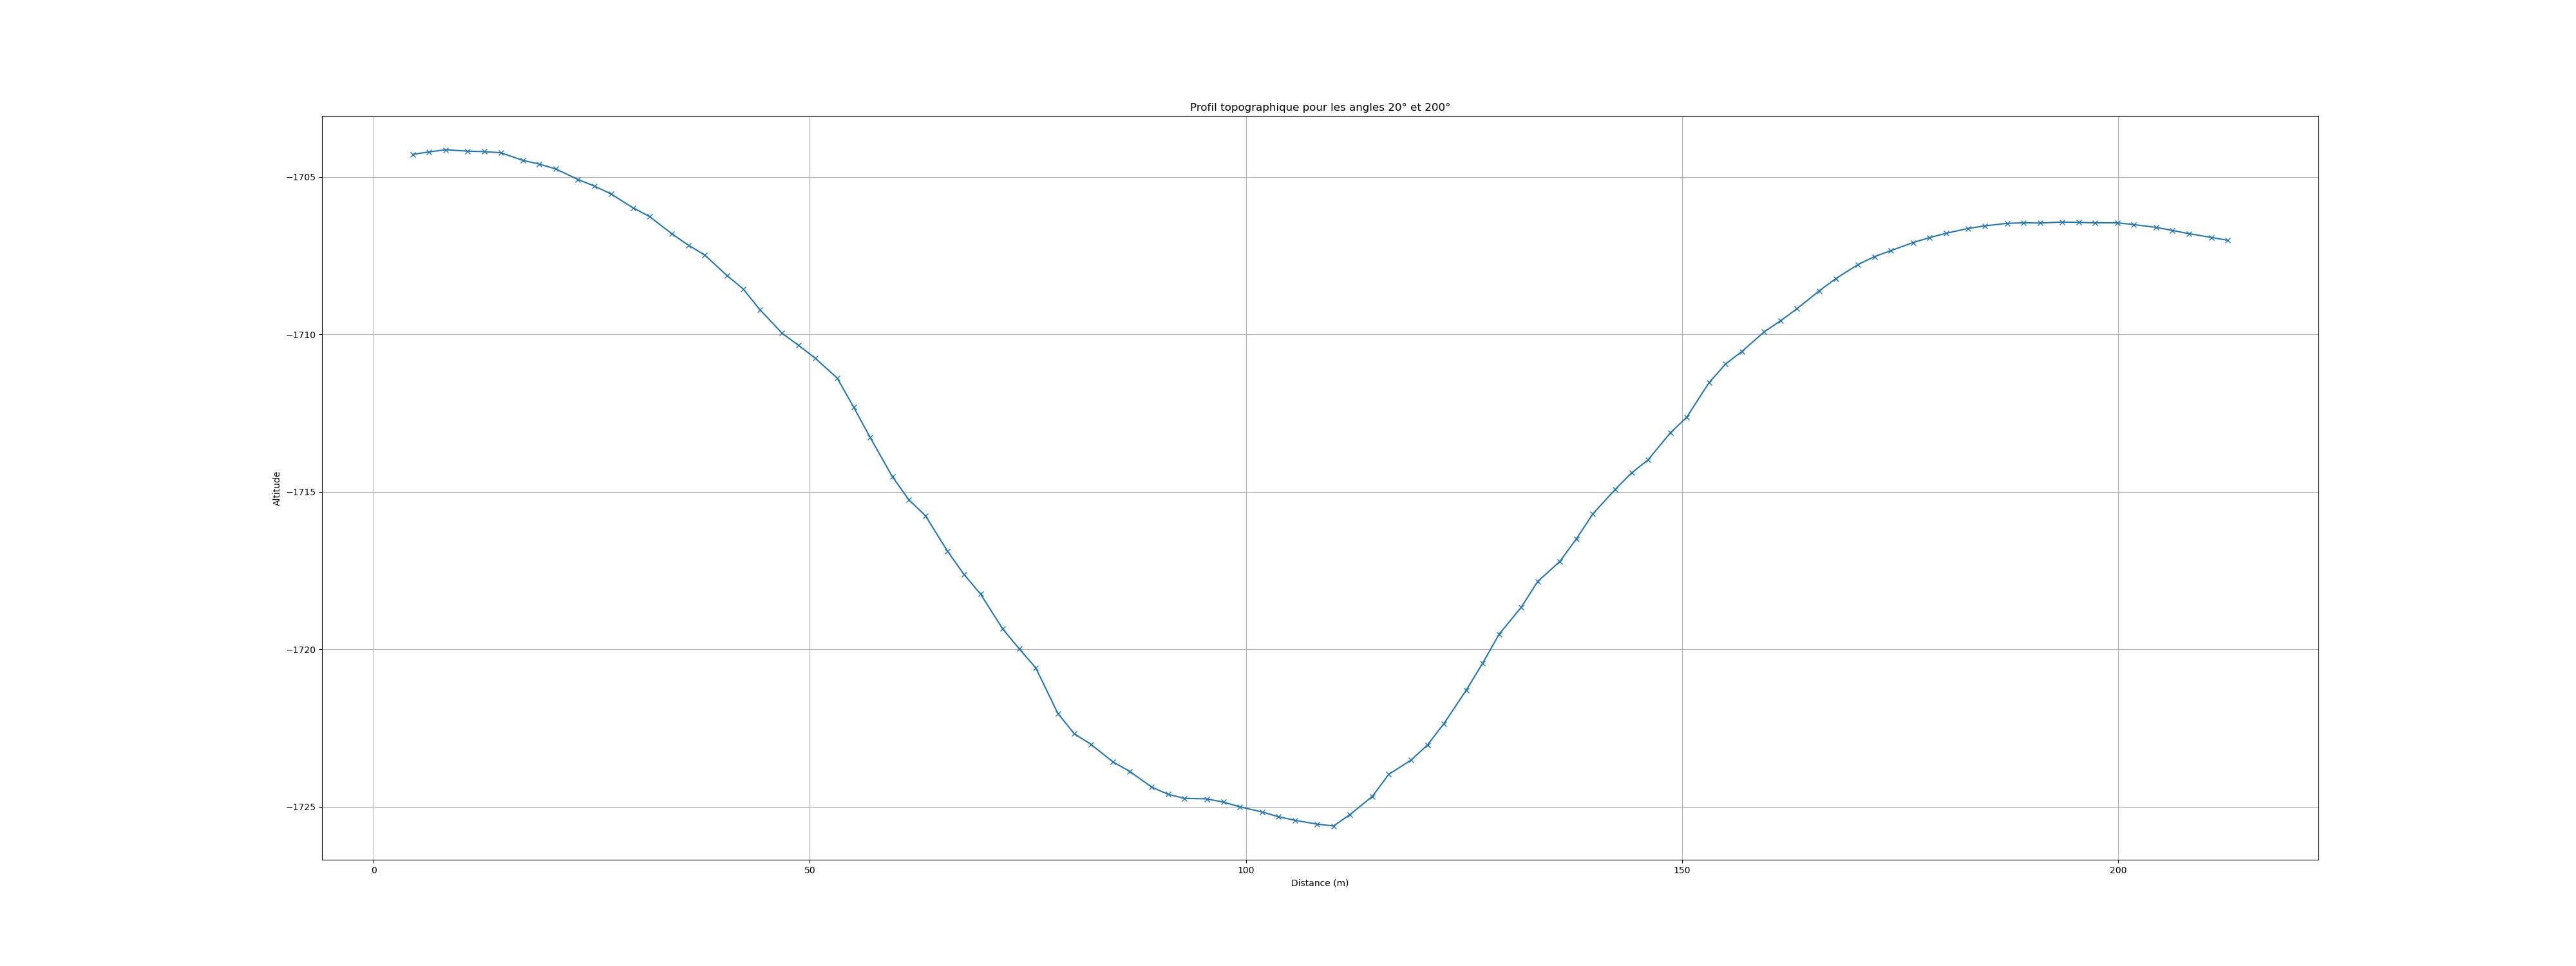 Profil topographique pour les angles 20° et 200°
Altitude
−1705
−1710
−1715
−1720
−1725
0 50 100 150 200
Distance (m)